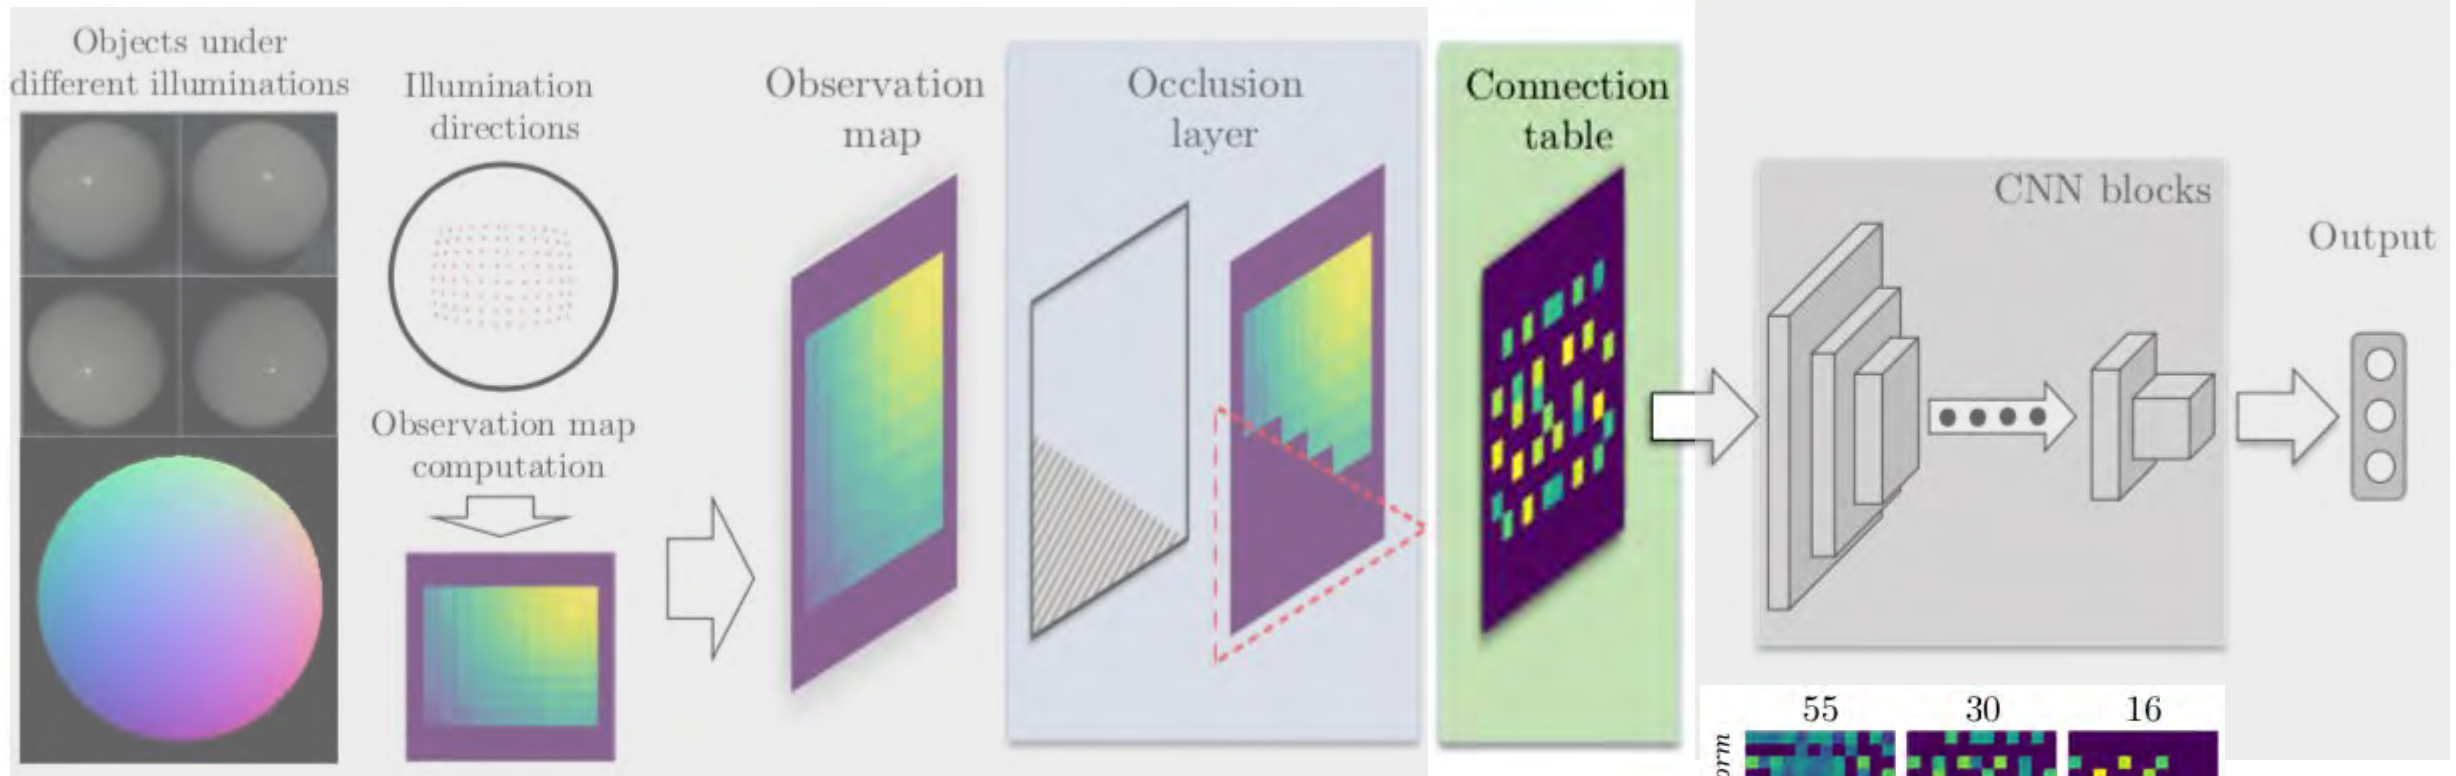 Objects under
different illuminations
Illumination
directions
Observation map
computation
Observation
map
Occlusion
layer
Connection
table
CNN blocks
Output
55 30 16